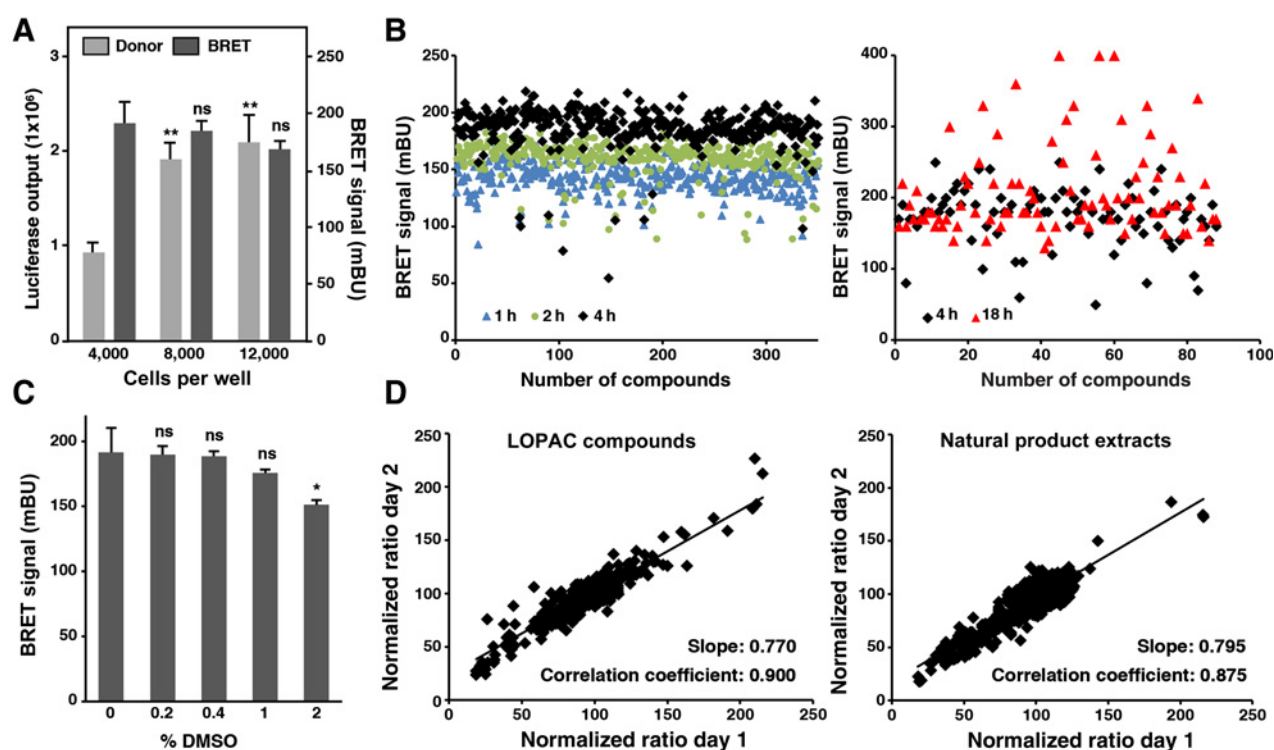 A
Donor
BRET
3
2
1
0
250
200
150
100
50
0
Luciferase output (1x10⁶)
BRET signal (mBU)
**
ns
**
ns
4,000 8,000 12,000
Cells per well
B
250
200
150
100
50
0
BRET signal (mBU)
1 h 2 h 4 h
0 100 200 300
Number of compounds
400
300
200
100
0
BRET signal (mBU)
4 h 18 h
0 20 40 60 80 100
Number of compounds
C
200
150
100
50
0
BRET signal (mBU)
ns
ns
ns
*
0 0.2 0.4 1 2
% DMSO
D
250
200
150
100
50
0
Normalized ratio day 2
LOPAC compounds
Slope: 0.770
Correlation coefficient: 0.900
0 50 100 150 200 250
Normalized ratio day 1
250
200
150
100
50
0
Normalized ratio day 2
Natural product extracts
Slope: 0.795
Correlation coefficient: 0.875
0 50 100 150 200 250
Normalized ratio day 1